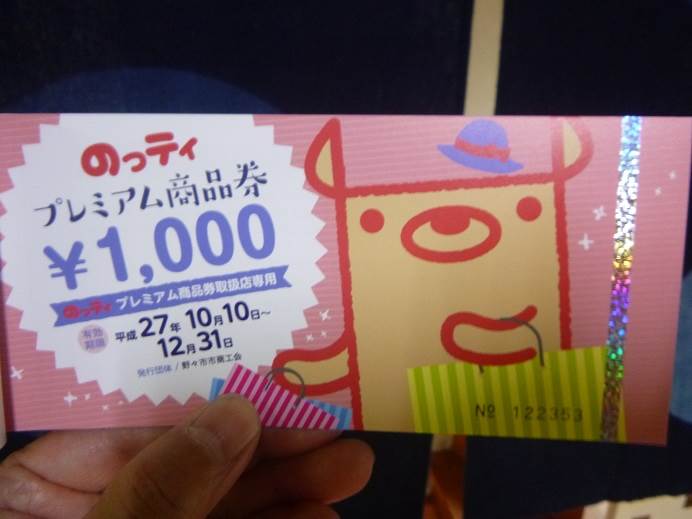 のっティ
プレミアム商品券
¥1,000
のっティ プレミアム商品券取扱店専用
有効
期間
平成27年10月10日〜
12月31日
発行団体 / 野々市市商工会
№ 122353